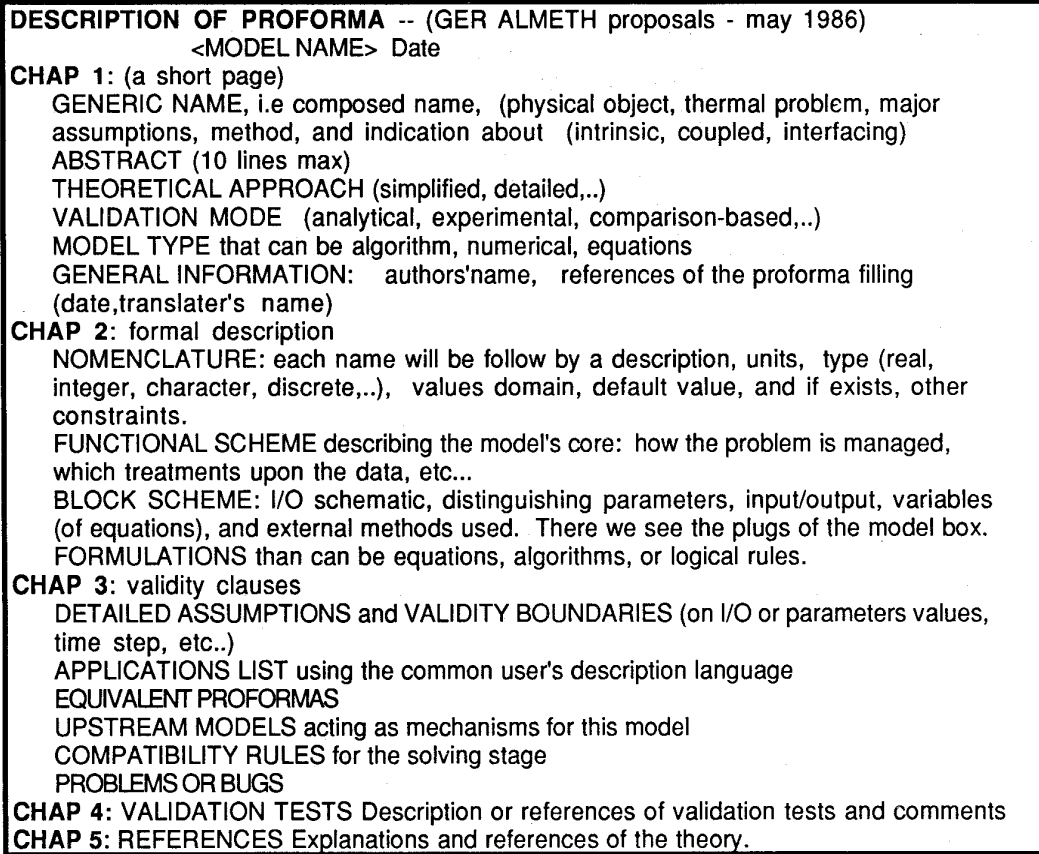 DESCRIPTION OF PROFORMA -- (GER ALMETH proposals - may 1986)
<MODEL NAME> Date
CHAP 1: (a short page)
GENERIC NAME, i.e composed name, (physical object, thermal problem, major
assumptions, method, and indication about (intrinsic, coupled, interfacing)
ABSTRACT (10 lines max)
THEORETICAL APPROACH (simplified, detailed,..)
VALIDATION MODE (analytical, experimental, comparison-based,..)
MODEL TYPE that can be algorithm, numerical, equations
GENERAL INFORMATION: authors'name, references of the proforma filling
(date,translater's name)
CHAP 2: formal description
NOMENCLATURE: each name will be follow by a description, units, type (real,
integer, character, discrete,..), values domain, default value, and if exists, other
constraints.
FUNCTIONAL SCHEME describing the model's core: how the problem is managed,
which treatments upon the data, etc...
BLOCK SCHEME: I/O schematic, distinguishing parameters, input/output, variables
(of equations), and external methods used. There we see the plugs of the model box.
FORMULATIONS than can be equations, algorithms, or logical rules.
CHAP 3: validity clauses
DETAILED ASSUMPTIONS and VALIDITY BOUNDARIES (on I/O or parameters values,
time step, etc..)
APPLICATIONS LIST using the common user's description language
EQUIVALENT PROFORMAS
UPSTREAM MODELS acting as mechanisms for this model
COMPATIBILITY RULES for the solving stage
PROBLEMS OR BUGS
CHAP 4: VALIDATION TESTS Description or references of validation tests and comments
CHAP 5: REFERENCES Explanations and references of the theory.